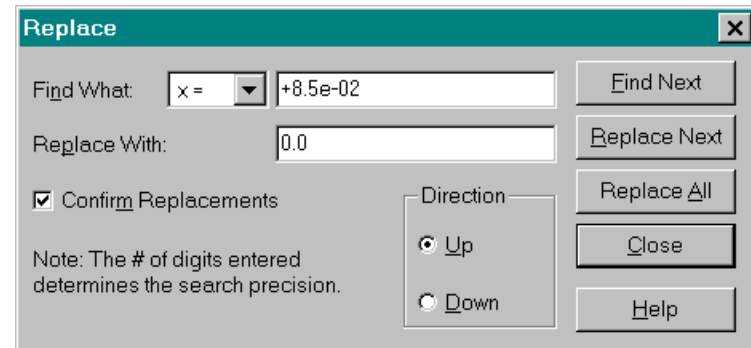 Replace
Find What: x = +8.5e-02 Find Next
Replace With: 0.0 Replace Next
Confirm Replacements Direction Replace All
Up Close
Note: The # of digits entered
determines the search precision.
Down Help